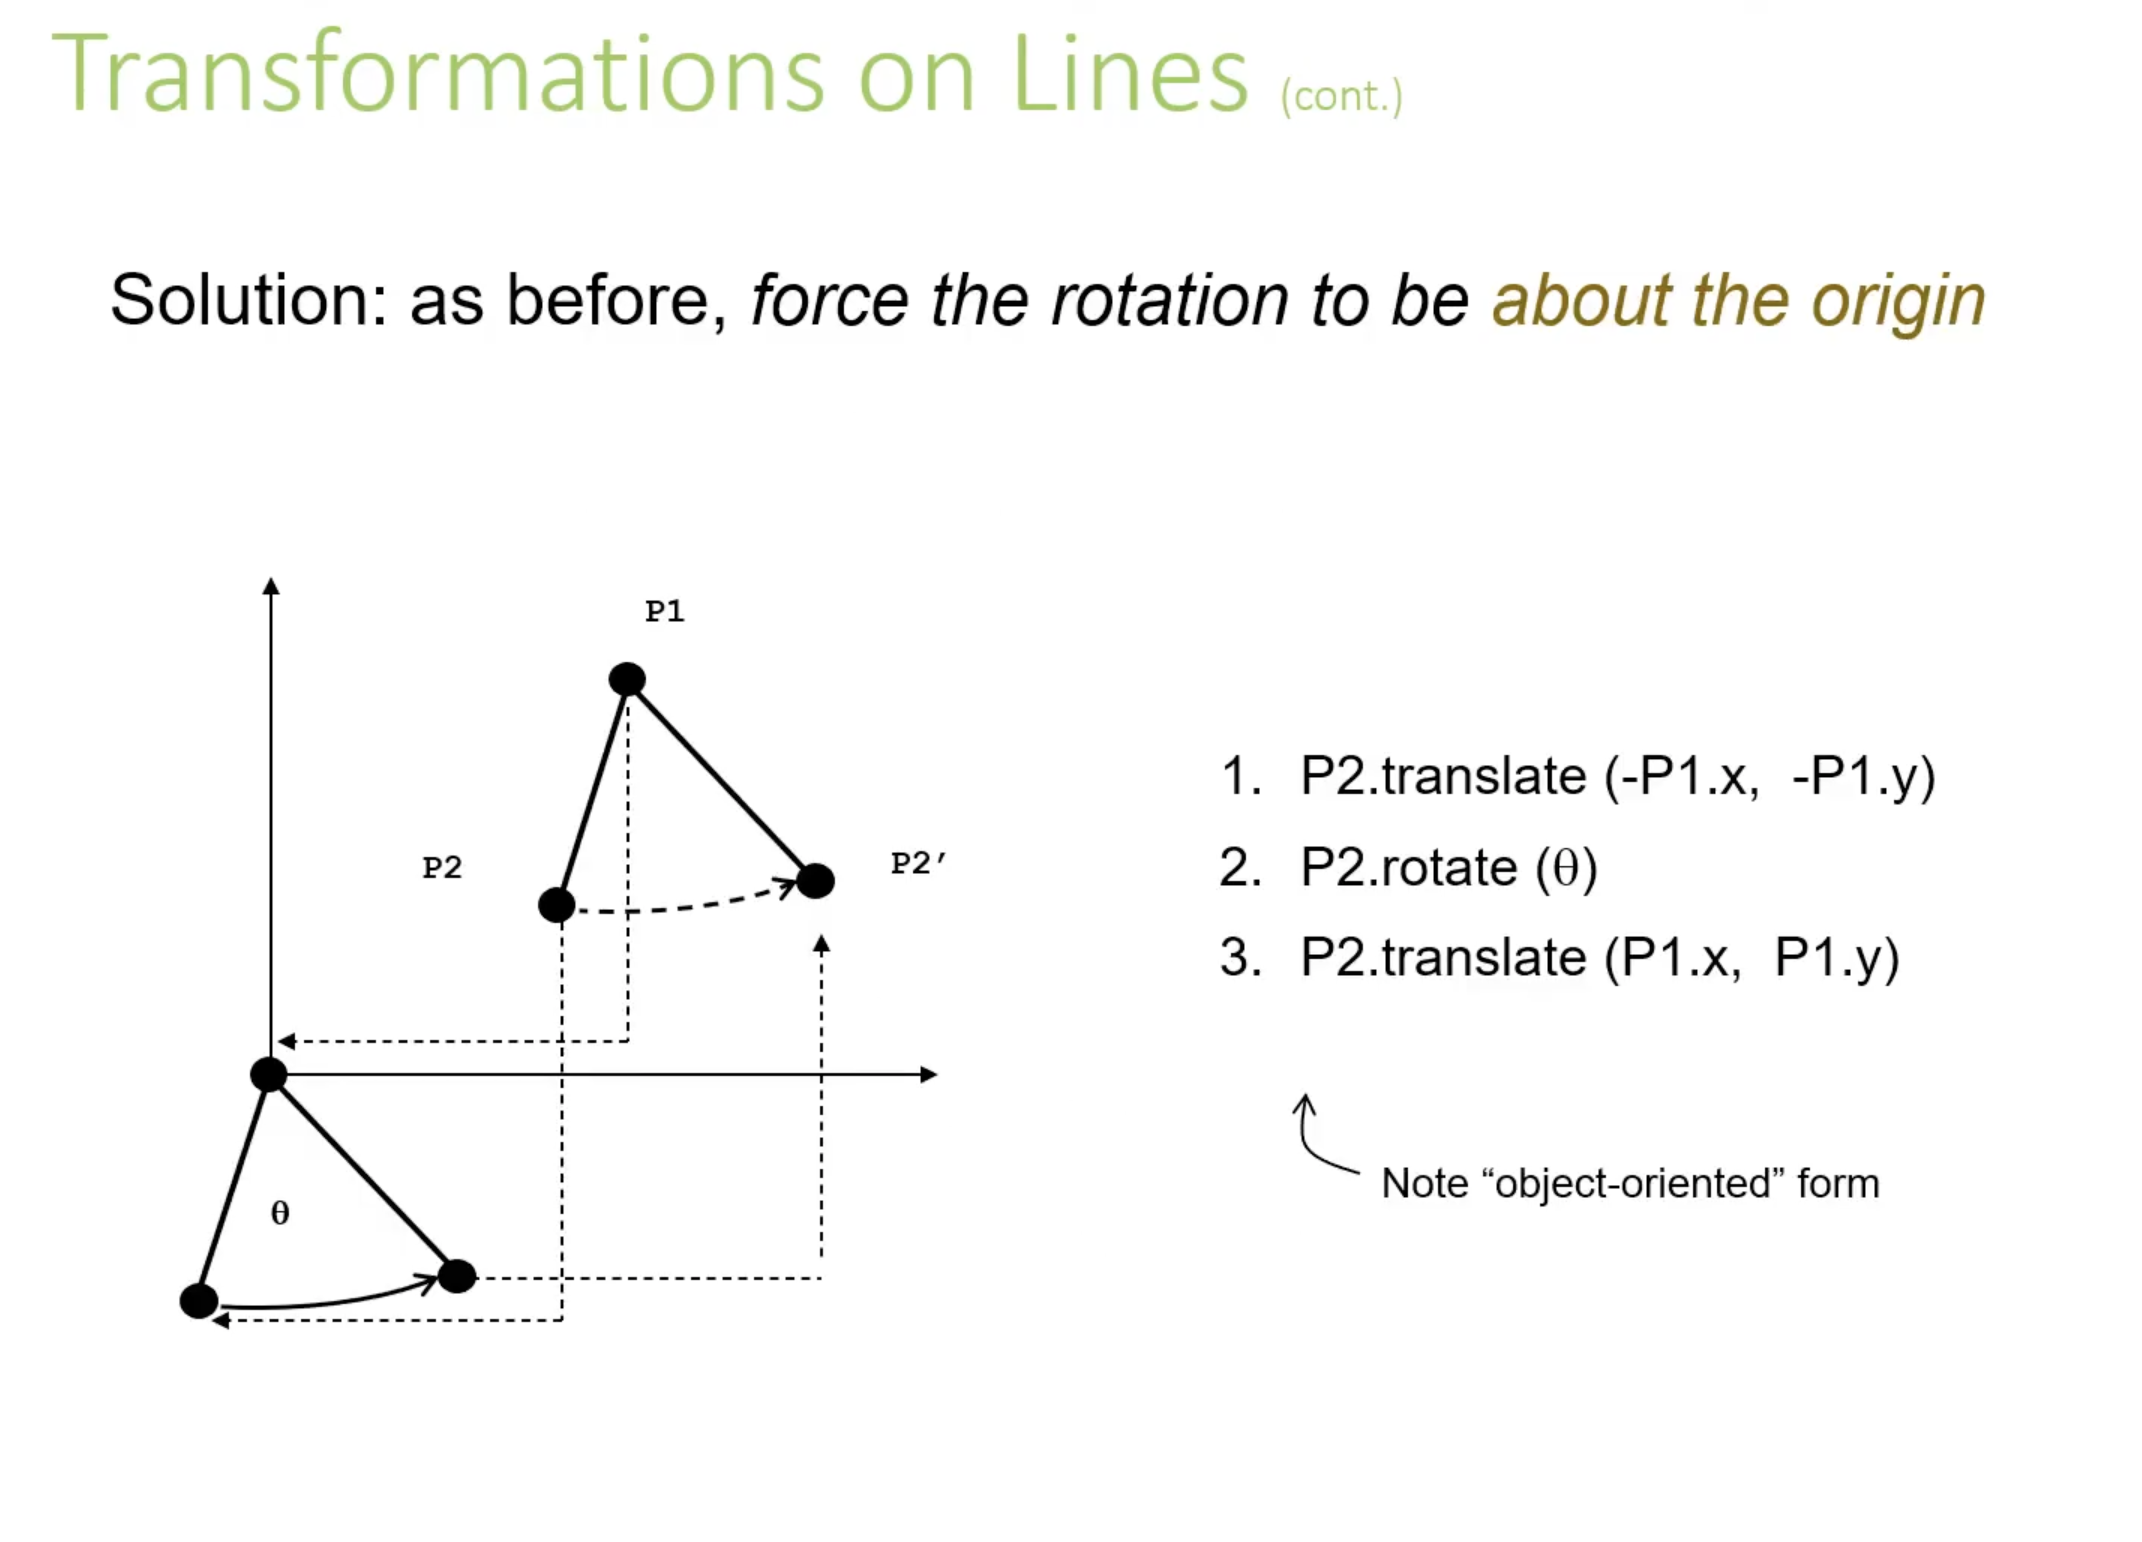 Transformations on Lines (cont.)
Solution: as before, force the rotation to be about the origin
P1
P2
P2′
θ
1. P2.translate (-P1.x, -P1.y)
2. P2.rotate (θ)
3. P2.translate (P1.x, P1.y)
Note “object-oriented” form